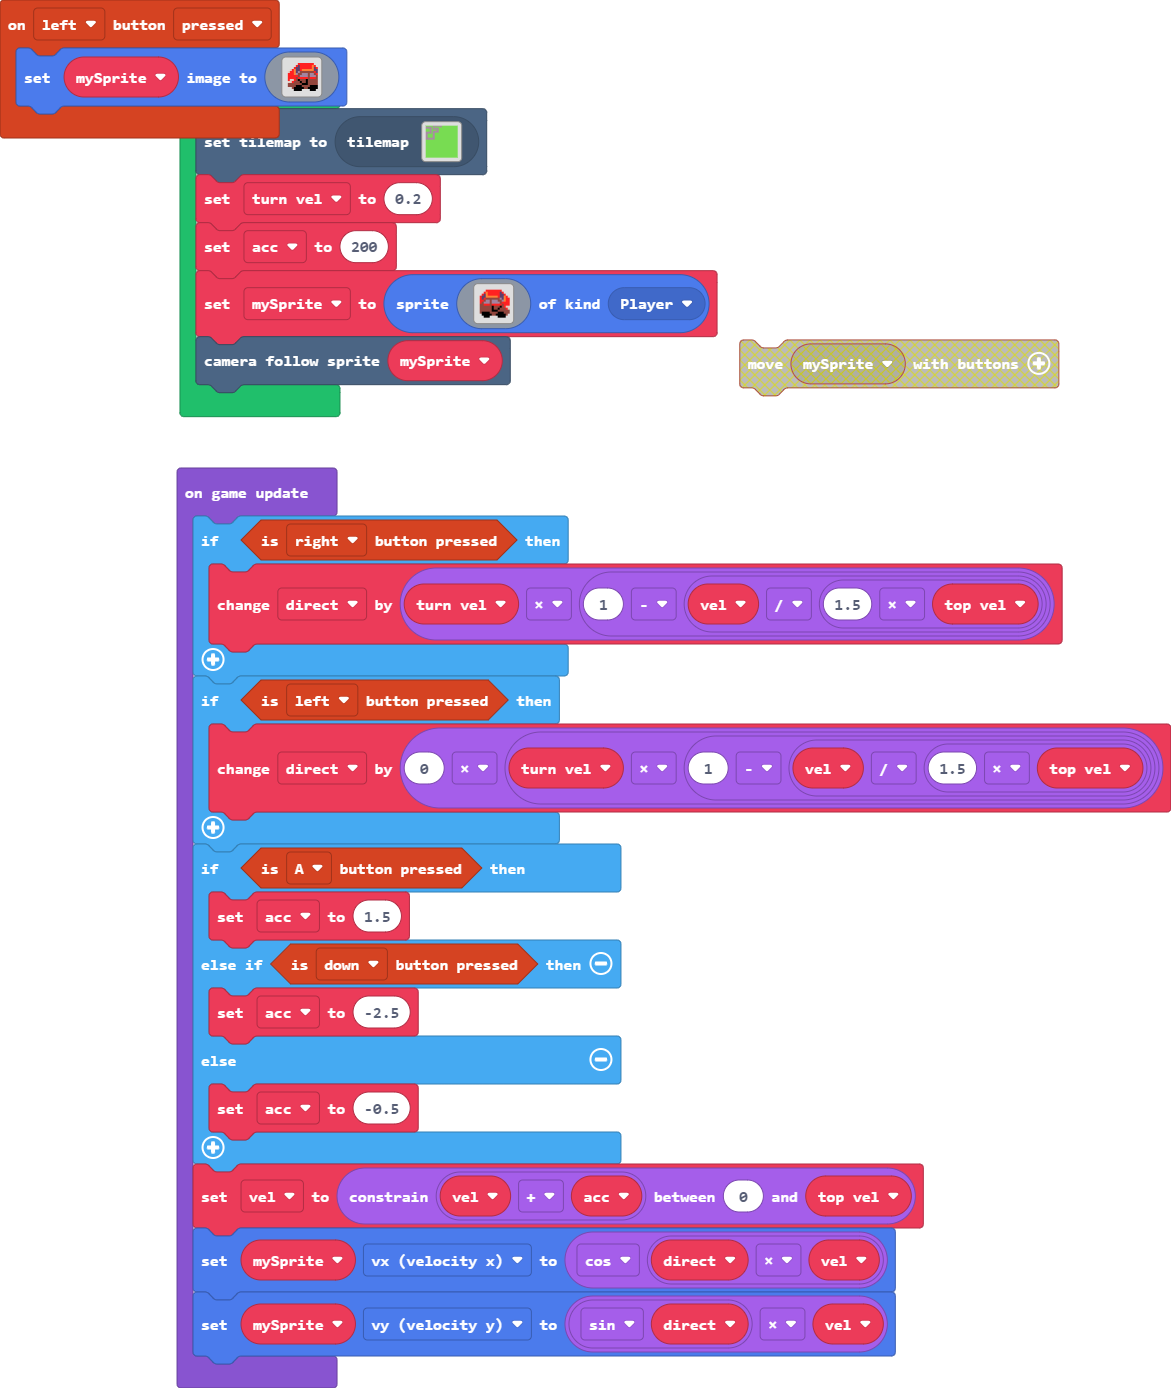 on left button pressed
set mySprite image to
set tilemap to tilemap
set turn vel to 0.2
set acc to 200
set mySprite to sprite of kind Player
camera follow sprite mySprite
move mySprite with buttons
on game update
if is right button pressed then
change direct by turn vel × 1 - vel / 1.5 × top vel
if is left button pressed then
change direct by 0 × turn vel × 1 - vel / 1.5 × top vel
if is A button pressed then
set acc to 1.5
else if is down button pressed then
set acc to -2.5
else
set acc to -0.5
set vel to constrain vel + acc between 0 and top vel
set mySprite vx (velocity x) to cos direct × vel
set mySprite vy (velocity y) to sin direct × vel